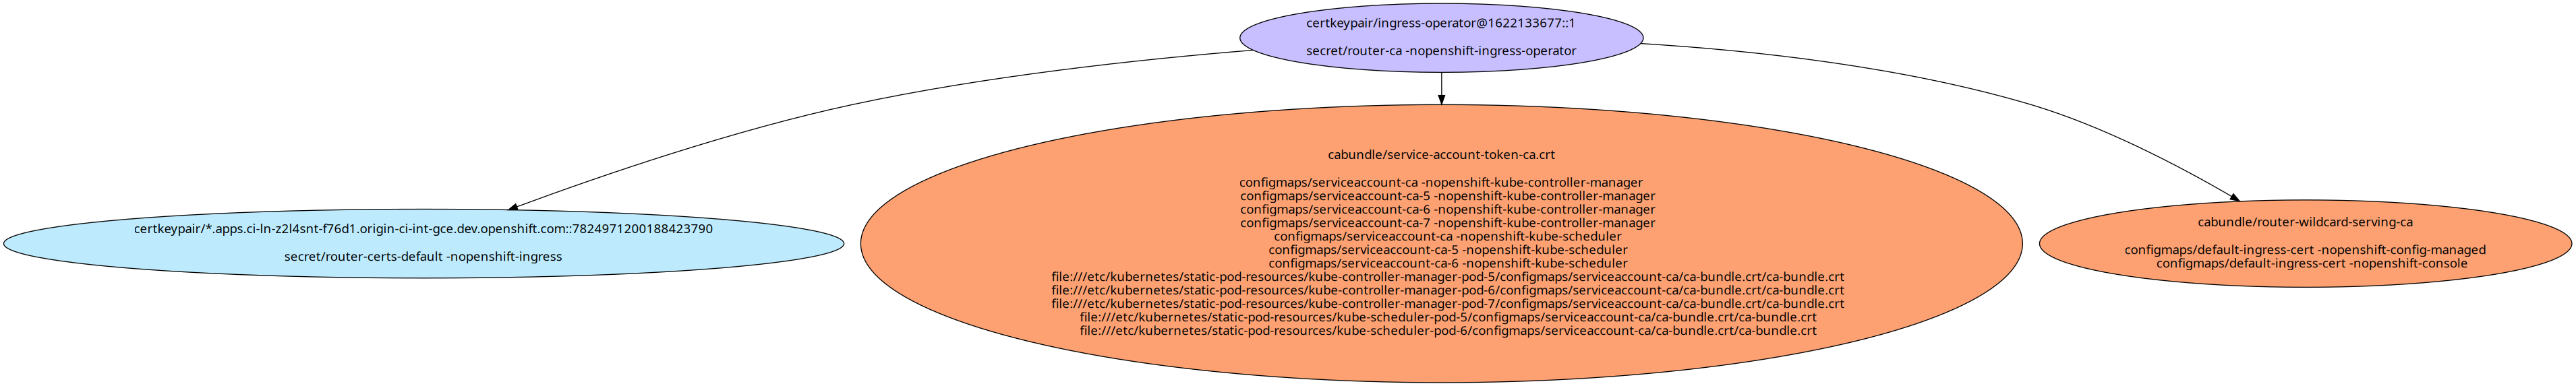 certkeypair/ingress-operator@1622133677::1
secret/router-ca -nopenshift-ingress-operator
certkeypair/*.apps.ci-ln-z2l4snt-f76d1.origin-ci-int-gce.dev.openshift.com::7824971200188423790
secret/router-certs-default -nopenshift-ingress
cabundle/service-account-token-ca.crt
configmaps/serviceaccount-ca -nopenshift-kube-controller-manager
configmaps/serviceaccount-ca-5 -nopenshift-kube-controller-manager
configmaps/serviceaccount-ca-6 -nopenshift-kube-controller-manager
configmaps/serviceaccount-ca-7 -nopenshift-kube-controller-manager
configmaps/serviceaccount-ca -nopenshift-kube-scheduler
configmaps/serviceaccount-ca-5 -nopenshift-kube-scheduler
configmaps/serviceaccount-ca-6 -nopenshift-kube-scheduler
file:///etc/kubernetes/static-pod-resources/kube-controller-manager-pod-5/configmaps/serviceaccount-ca/ca-bundle.crt/ca-bundle.crt
file:///etc/kubernetes/static-pod-resources/kube-controller-manager-pod-6/configmaps/serviceaccount-ca/ca-bundle.crt/ca-bundle.crt
file:///etc/kubernetes/static-pod-resources/kube-controller-manager-pod-7/configmaps/serviceaccount-ca/ca-bundle.crt/ca-bundle.crt
file:///etc/kubernetes/static-pod-resources/kube-scheduler-pod-5/configmaps/serviceaccount-ca/ca-bundle.crt/ca-bundle.crt
file:///etc/kubernetes/static-pod-resources/kube-scheduler-pod-6/configmaps/serviceaccount-ca/ca-bundle.crt/ca-bundle.crt
cabundle/router-wildcard-serving-ca
configmaps/default-ingress-cert -nopenshift-config-managed
configmaps/default-ingress-cert -nopenshift-console